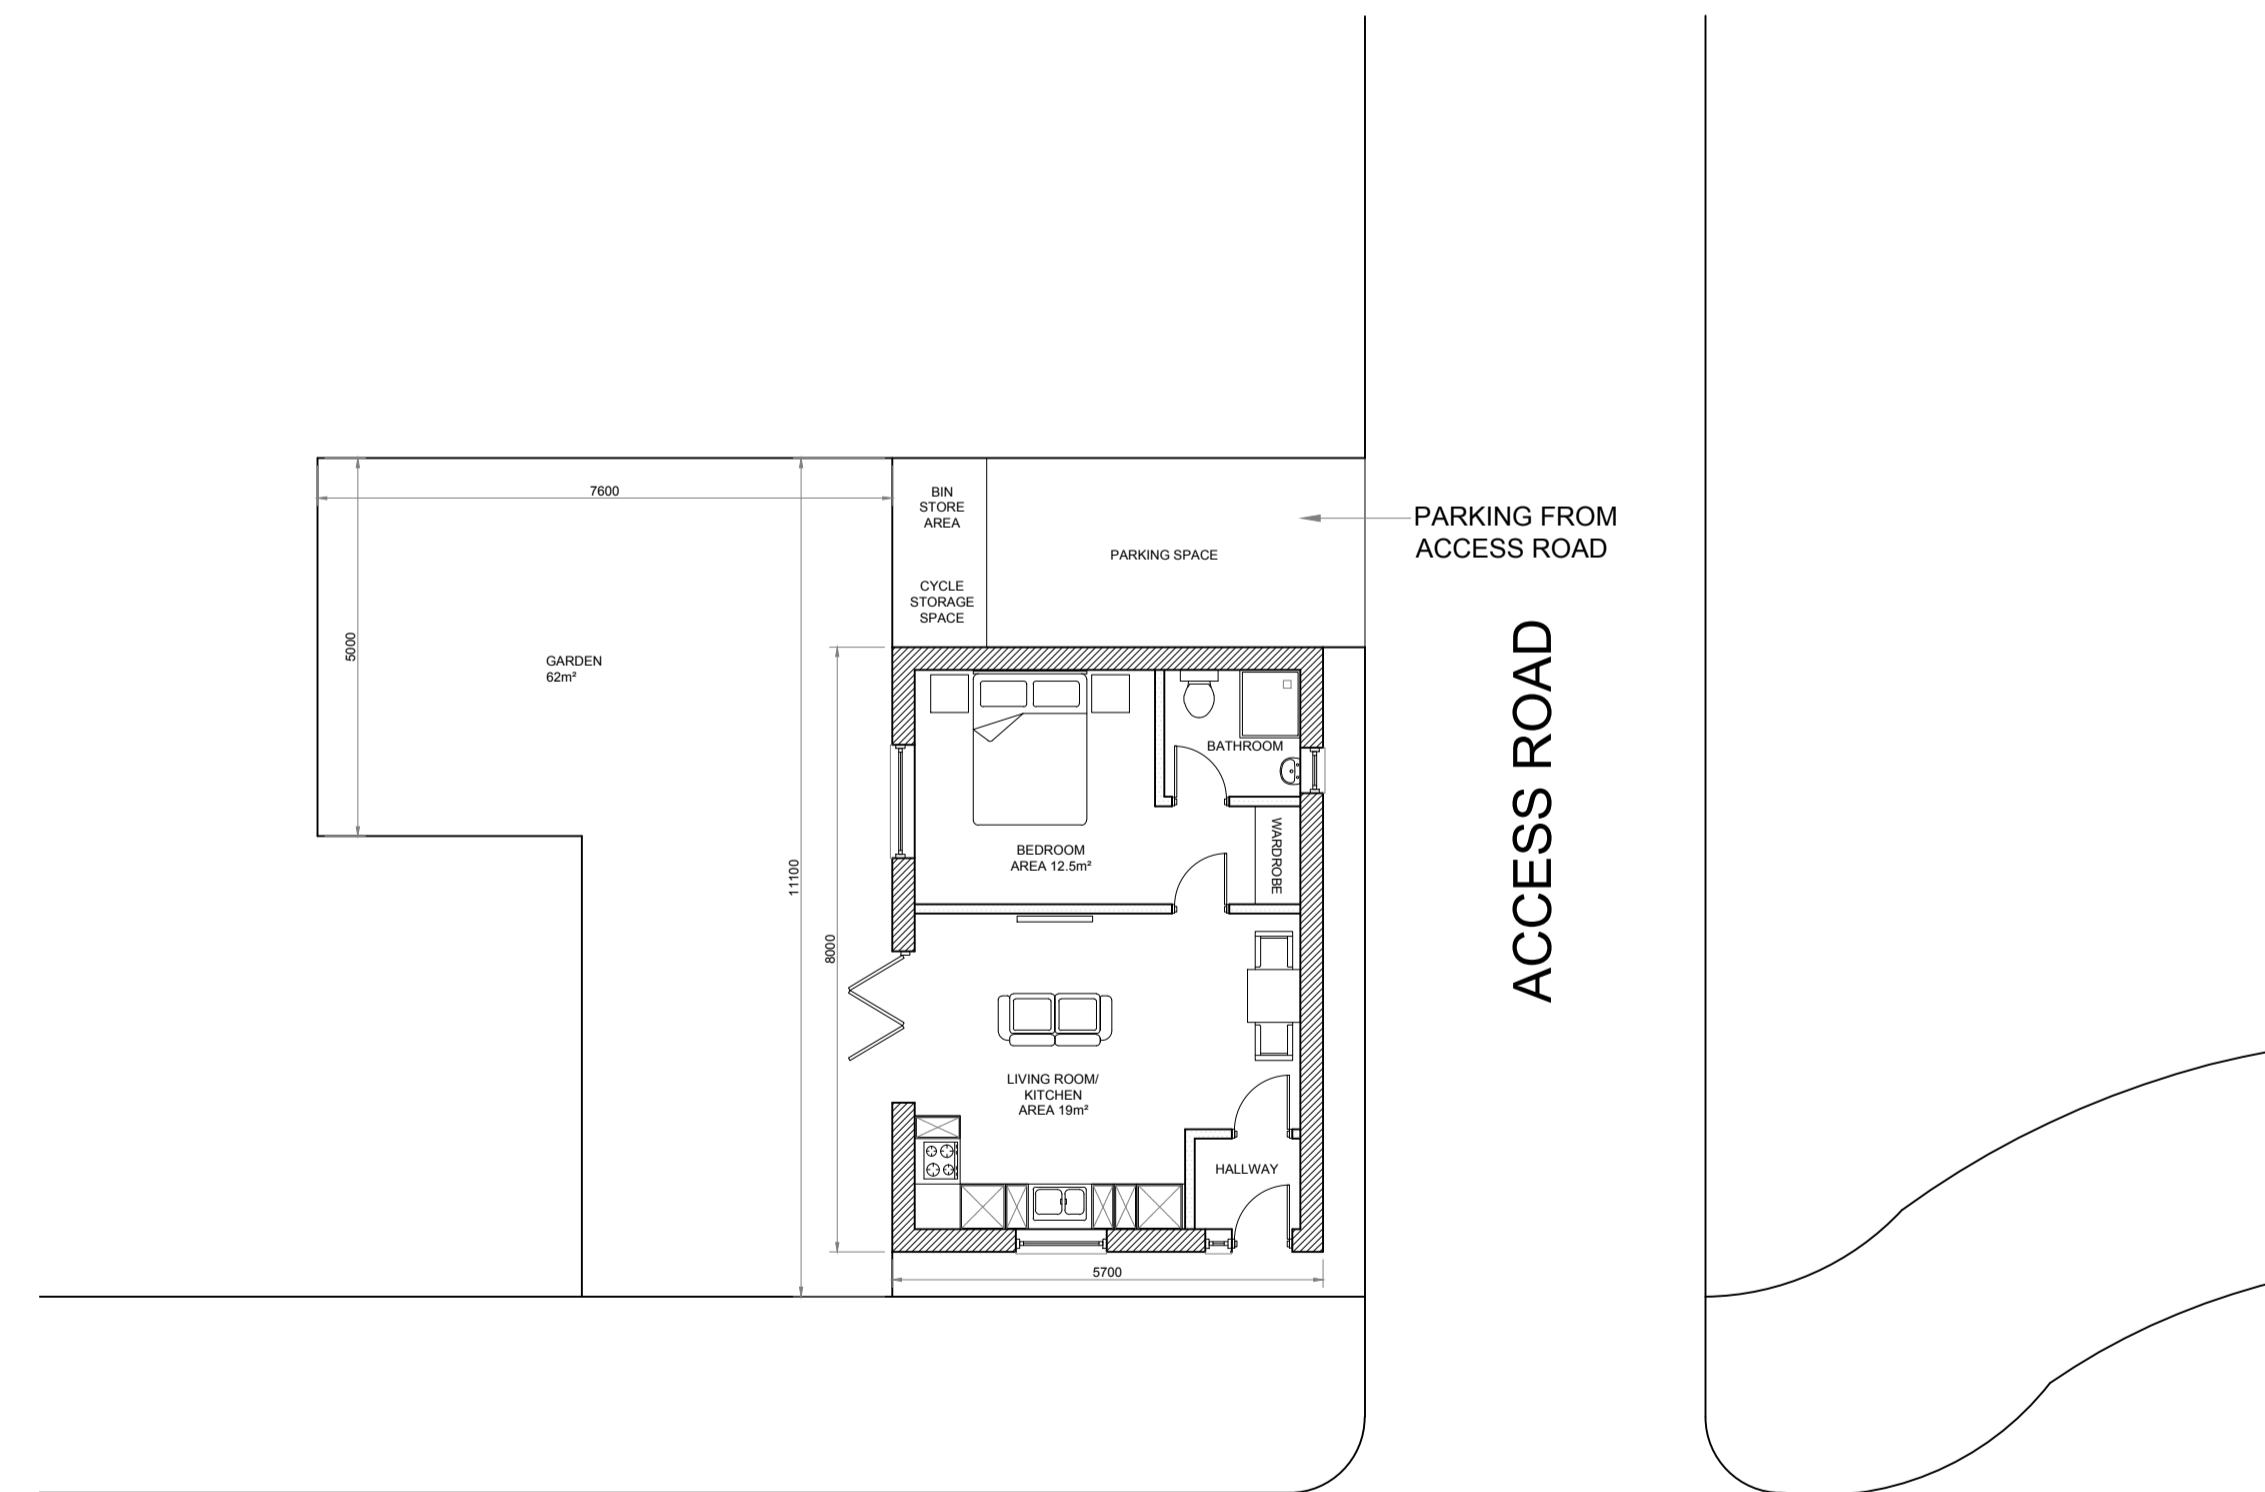 7600
BIN
STORE
AREA
PARKING FROM
ACCESS ROAD
PARKING SPACE
CYCLE
STORAGE
SPACE
5000
GARDEN
62m²
ACCESS ROAD
BATHROOM
WARDROBE
BEDROOM
AREA 12.5m²
11100
8000
LIVING ROOM/
KITCHEN
AREA 19m²
HALLWAY
5700